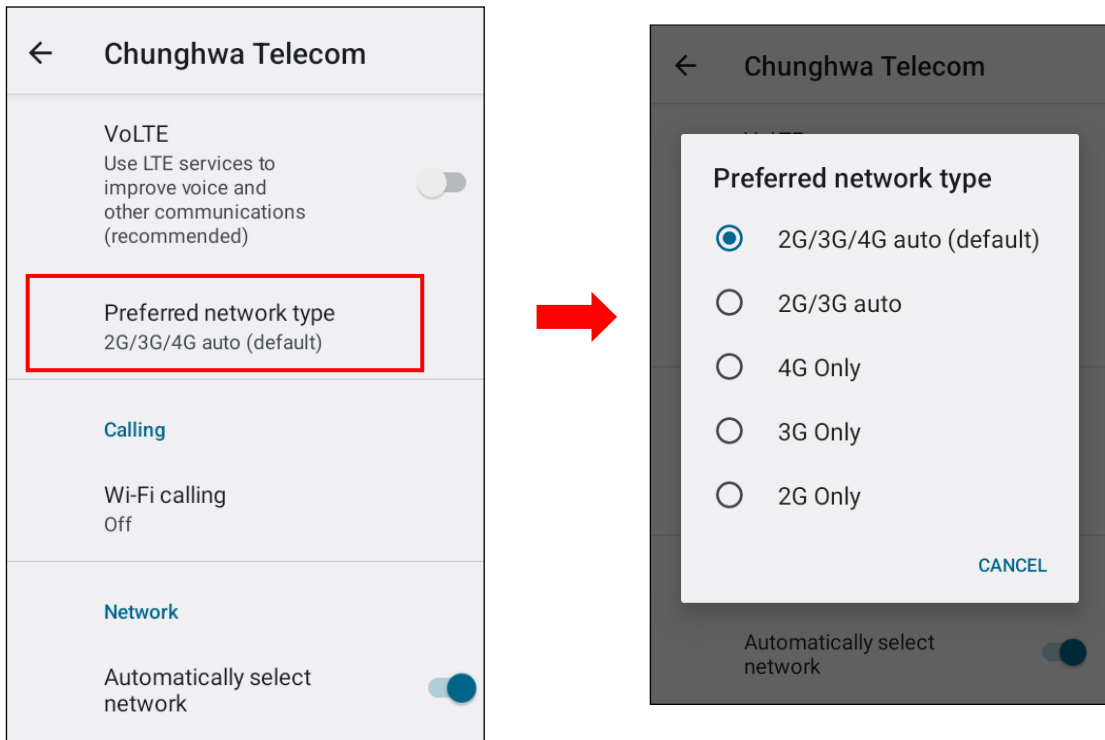 Chunghwa Telecom
VoLTE
Use LTE services to
improve voice and
other communications
(recommended)
Preferred network type
2G/3G/4G auto (default)
Calling
Wi-Fi calling
Off
Network
Automatically select
network
Chunghwa Telecom
Preferred network type
2G/3G/4G auto (default)
2G/3G auto
4G Only
3G Only
2G Only
CANCEL
Automatically select
network